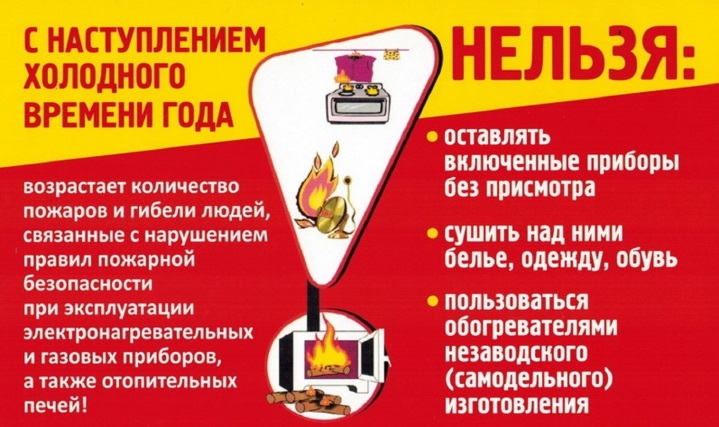 С НАСТУПЛЕНИЕМ
ХОЛОДНОГО
ВРЕМЕНИ ГОДА
возрастает количество
пожаров и гибели людей,
связанные с нарушением
правил пожарной
безопасности
при эксплуатации
электронагревательных
и газовых приборов,
а также отопительных
печей!
НЕЛЬЗЯ:
• оставлять
включенные приборы
без присмотра
• сушить над ними
белье, одежду, обувь
• пользоваться
обогревателями
незаводского
(самодельного)
изготовления